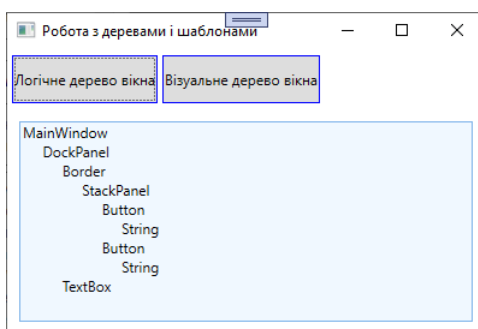 Робота з деревами і шаблонами
Логічне дерево вікна Візуальне дерево вікна
MainWindow
DockPanel
Border
StackPanel
Button
String
Button
String
TextBox